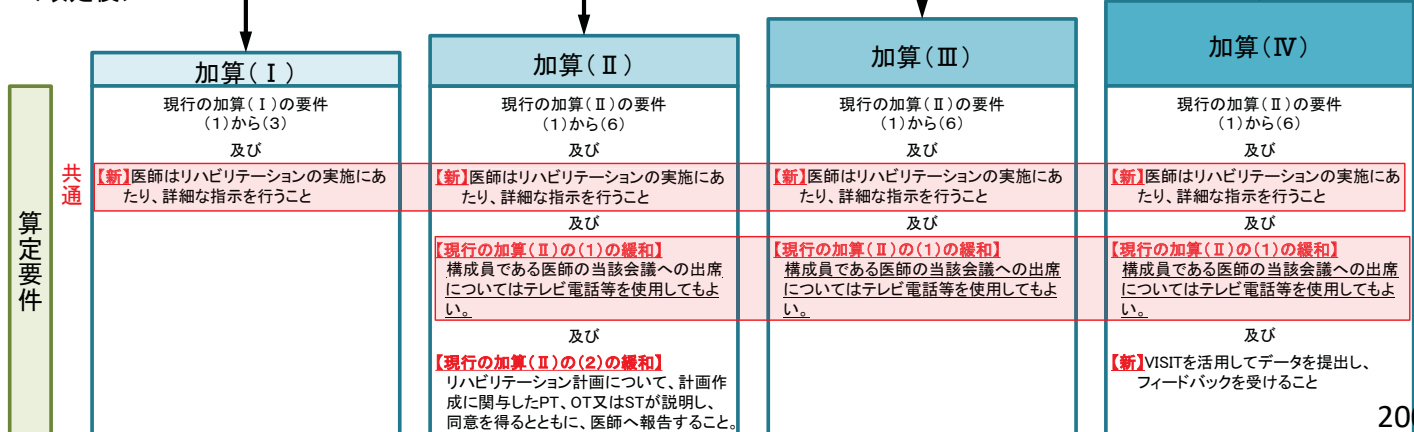 加算(Ⅰ)
加算(Ⅱ)
加算(Ⅲ)
加算(Ⅳ)
算定要件
共通
現行の加算(Ⅰ)の要件
(1)から(3)
及び
【新】医師はリハビリテーションの実施にあ
たり、詳細な指示を行うこと
現行の加算(Ⅱ)の要件
(1)から(6)
及び
【新】医師はリハビリテーションの実施にあ
たり、詳細な指示を行うこと
及び
【現行の加算(Ⅱ)の(1)の緩和】
構成員である医師の当該会議への出席
についてはテレビ電話等を使用してもよ
い。
及び
【現行の加算(Ⅱ)の(2)の緩和】
リハビリテーション計画について、計画作
成に関与したPT、OT又はSTが説明し、
同意を得るとともに、医師へ報告すること。
現行の加算(Ⅱ)の要件
(1)から(6)
及び
【新】医師はリハビリテーションの実施にあ
たり、詳細な指示を行うこと
及び
【現行の加算(Ⅱ)の(1)の緩和】
構成員である医師の当該会議への出席
についてはテレビ電話等を使用してもよ
い。
現行の加算(Ⅱ)の要件
(1)から(6)
及び
【新】医師はリハビリテーションの実施にあ
たり、詳細な指示を行うこと
及び
【現行の加算(Ⅱ)の(1)の緩和】
構成員である医師の当該会議への出席
についてはテレビ電話等を使用してもよ
い。
及び
【新】VISITを活用してデータを提出し、
フィードバックを受けること